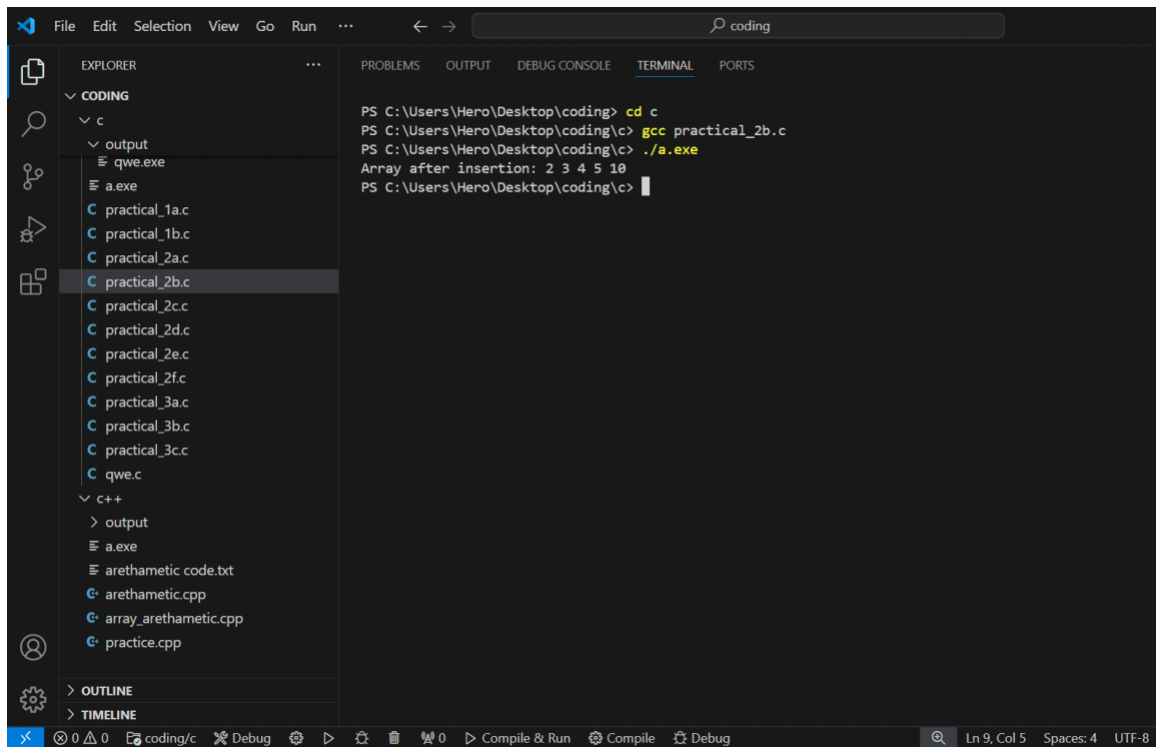 File Edit Selection View Go Run ··· coding
EXPLORER ···
CODING
c
output
qwe.exe
a.exe
practical_1a.c
practical_1b.c
practical_2a.c
practical_2b.c
practical_2c.c
practical_2d.c
practical_2e.c
practical_2f.c
practical_3a.c
practical_3b.c
practical_3c.c
qwe.c
c++
output
a.exe
arethametic code.txt
arethametic.cpp
array_arethametic.cpp
practice.cpp
OUTLINE
TIMELINE
PROBLEMS OUTPUT DEBUG CONSOLE TERMINAL PORTS
PS C:\Users\Hero\Desktop\coding> cd c
PS C:\Users\Hero\Desktop\coding\c> gcc practical_2b.c
PS C:\Users\Hero\Desktop\coding\c> ./a.exe
Array after insertion: 2 3 4 5 10
PS C:\Users\Hero\Desktop\coding\c>
0 0 coding/c Debug 0 Compile & Run Compile Debug Ln 9, Col 5 Spaces: 4 UTF-8